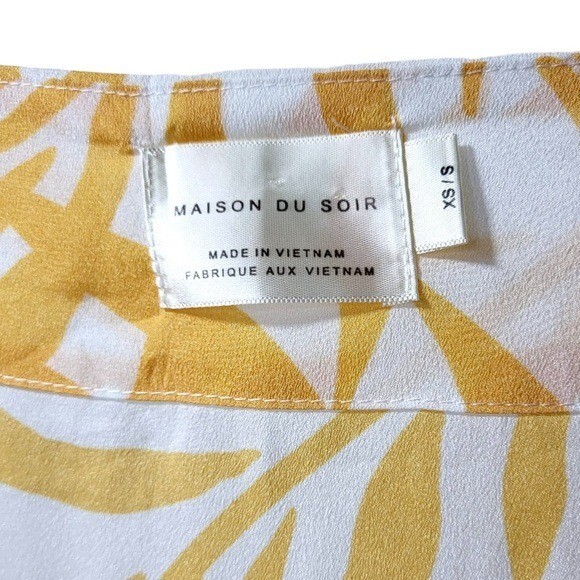 MAISON DU SOIR
MADE IN VIETNAM
FABRIQUE AUX VIETNAM
XS/S